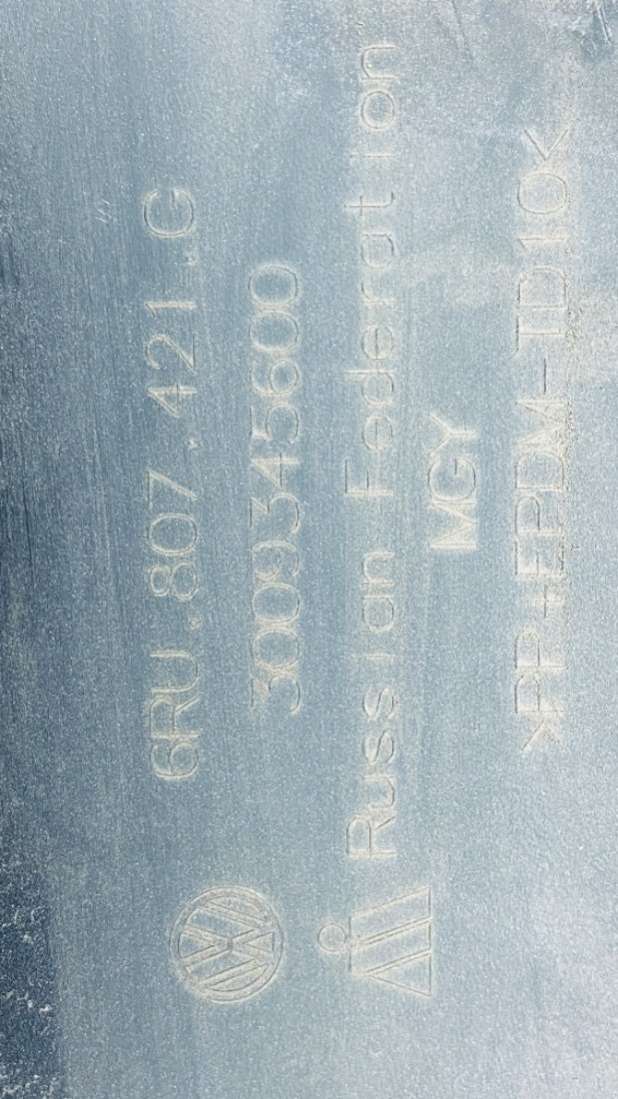 6RU.807.421.G
3009345600
Russian Federation
MGY
>PP+EPDM-TD10<